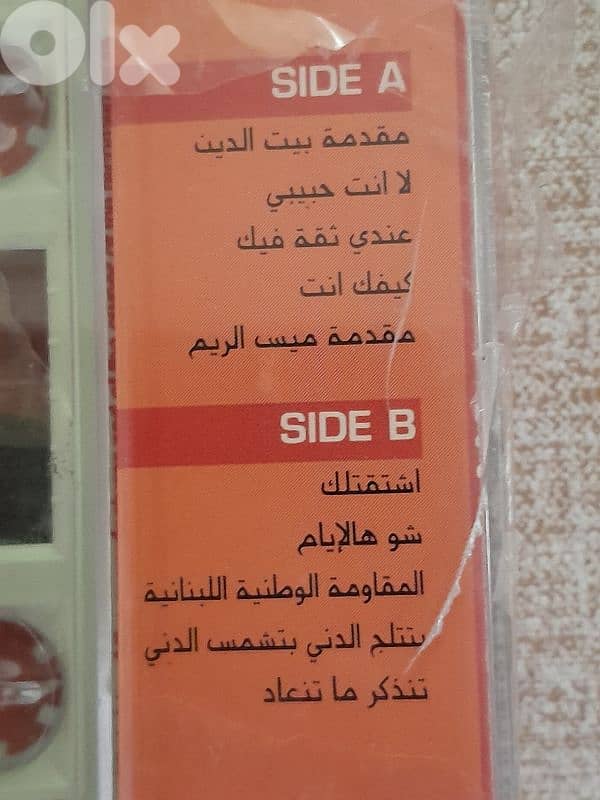 olx
SIDE A
مقدمة بيت الدين
لا انت حبيبي
عندي ثقة فيك
كيفك انت
مقدمة ميس الريم
SIDE B
اشتقتلك
شو هالإيام
المقاومة الوطنية اللبنانية
بتتلج الدني بتشمس الدني
تنذكر ما تنعاد